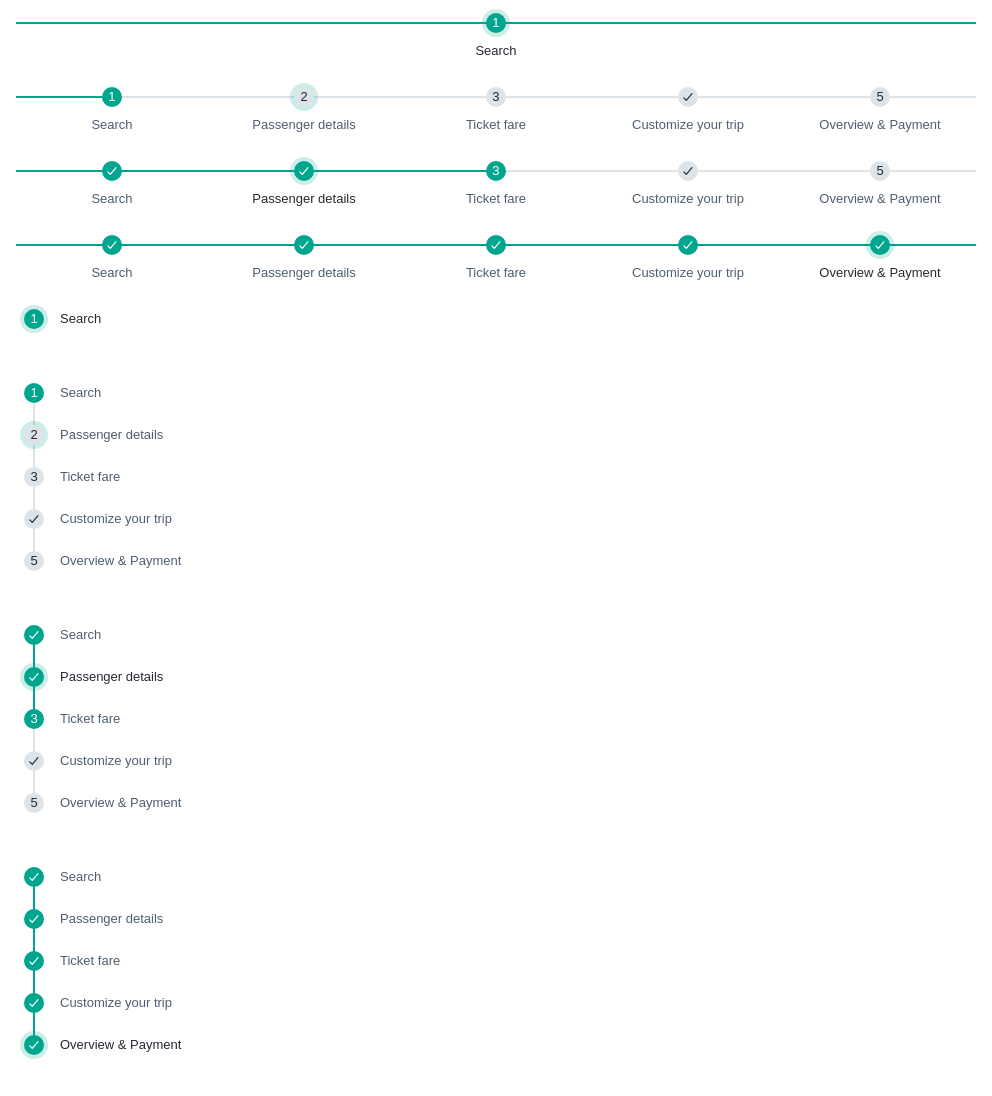 1
Search
1 2 3 5
Search Passenger details Ticket fare Customize your trip Overview & Payment
3 5
Search Passenger details Ticket fare Customize your trip Overview & Payment
Search Passenger details Ticket fare Customize your trip Overview & Payment
1 Search
1 Search
2 Passenger details
3 Ticket fare
Customize your trip
5 Overview & Payment
Search
Passenger details
3 Ticket fare
Customize your trip
5 Overview & Payment
Search
Passenger details
Ticket fare
Customize your trip
Overview & Payment